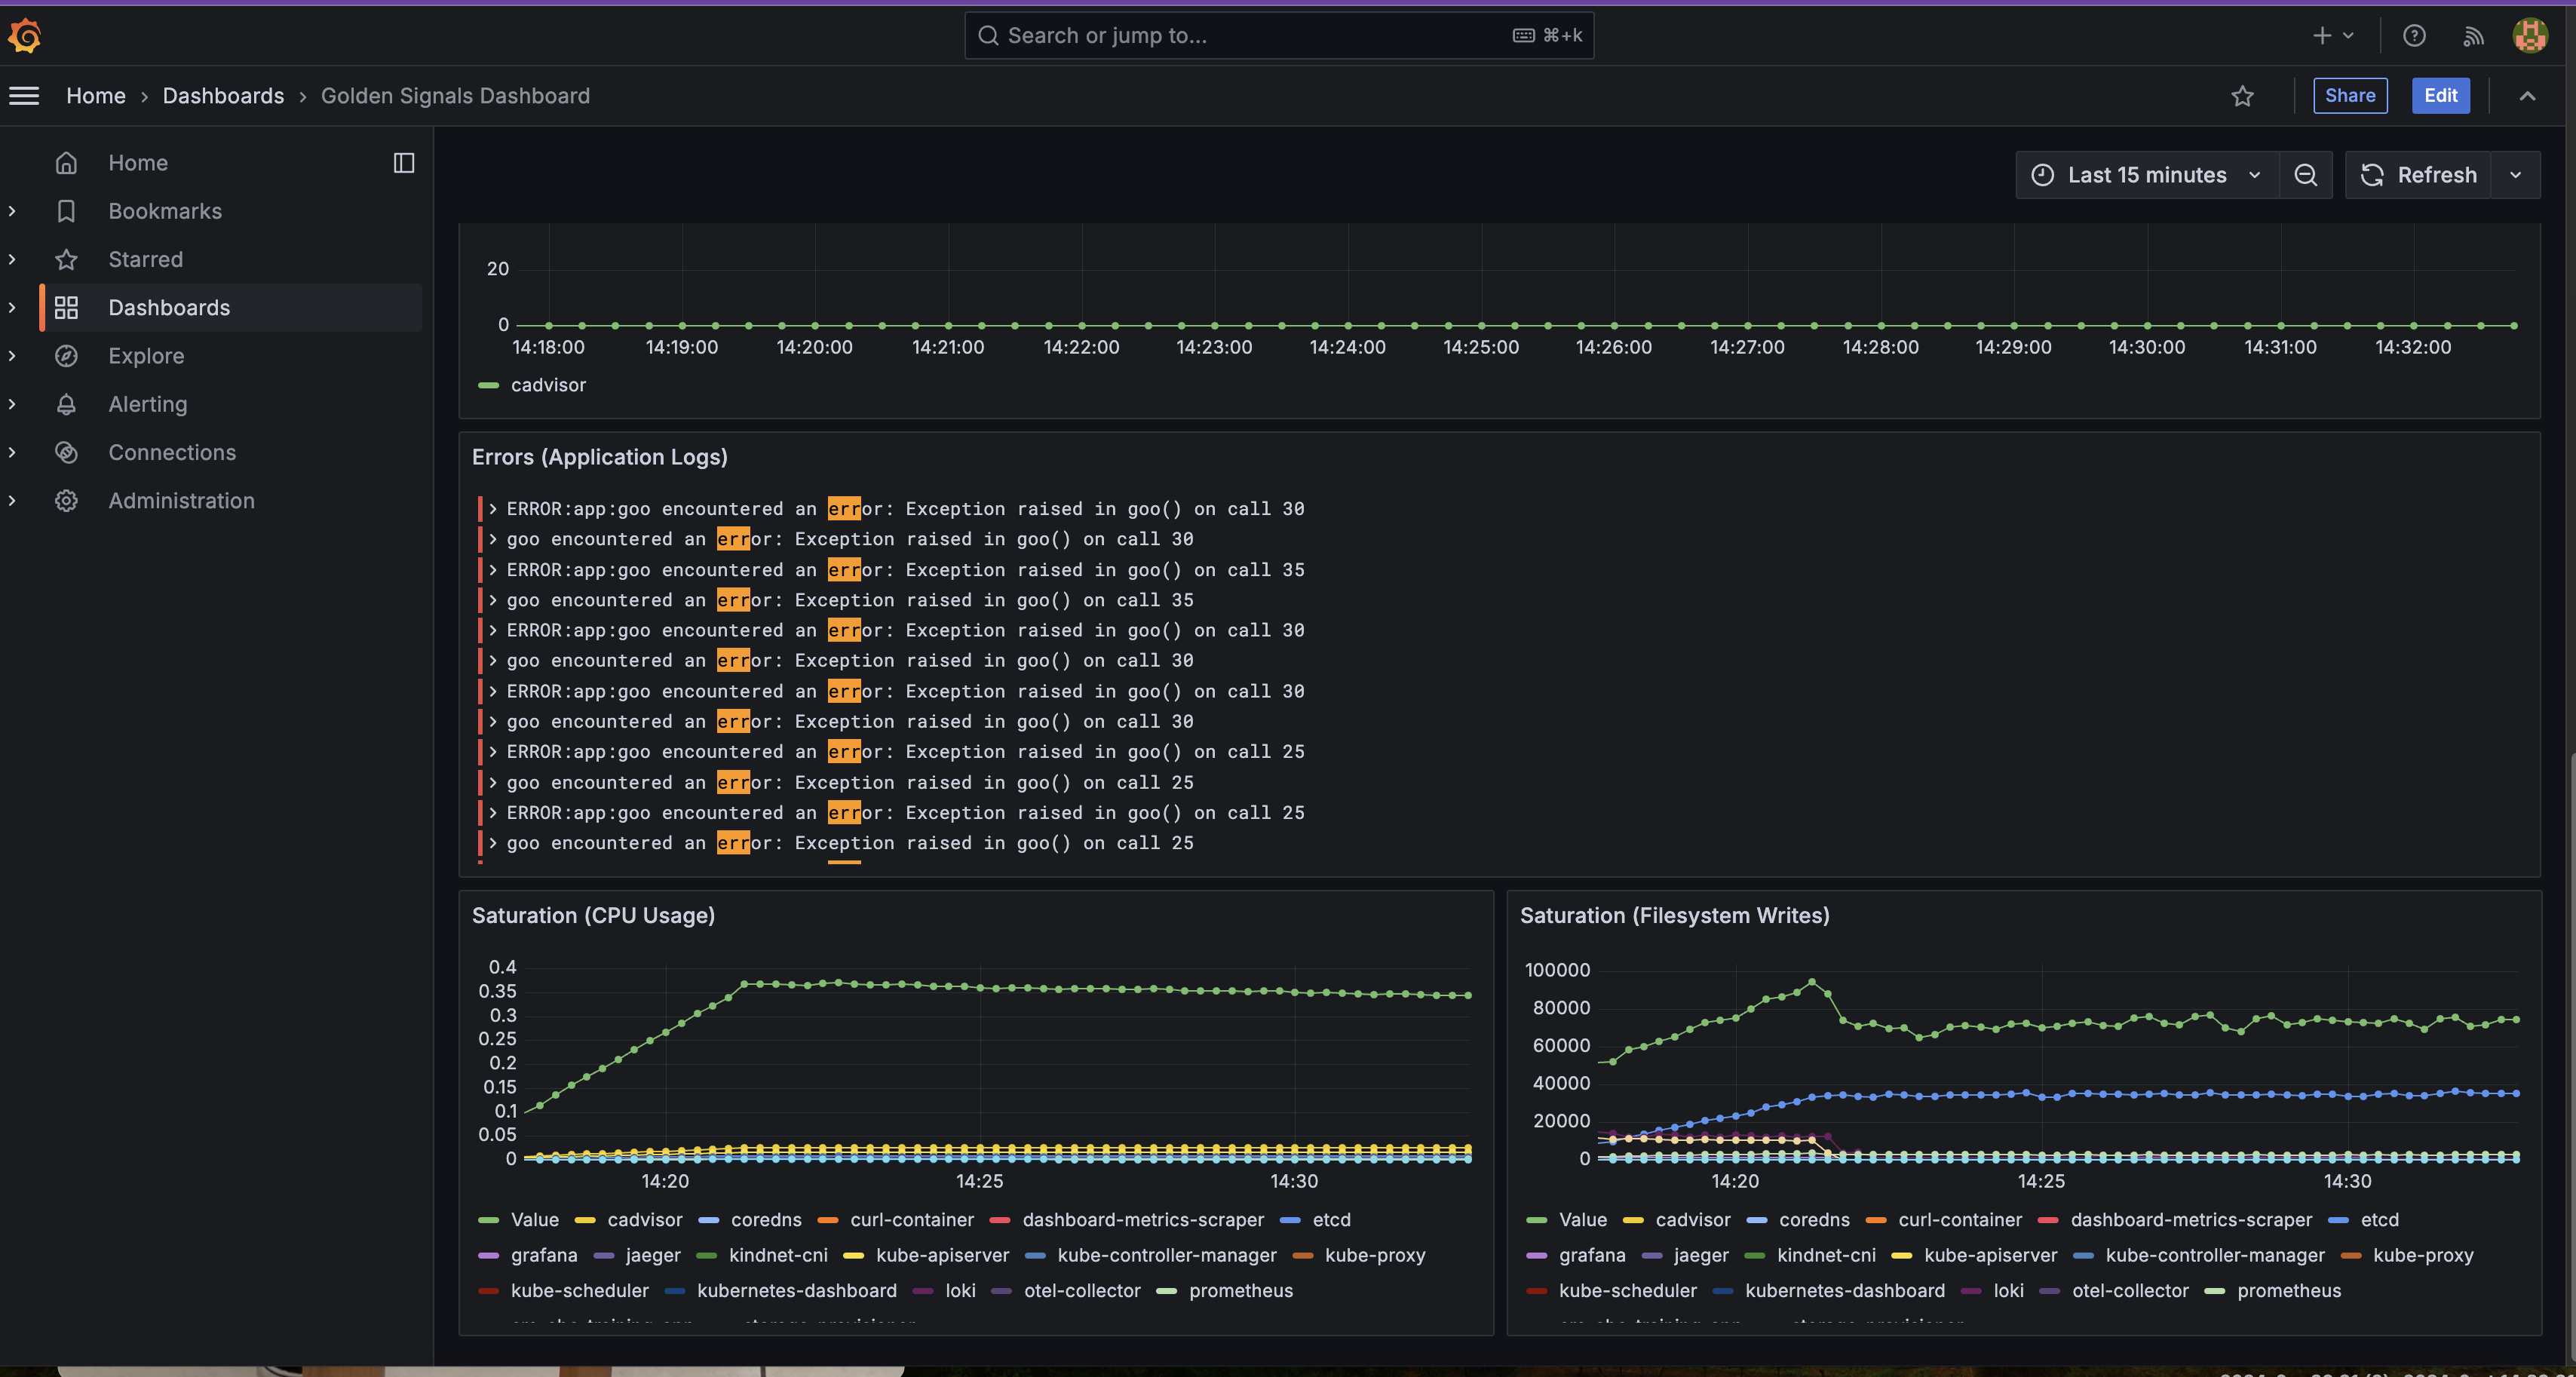 Search or jump to... ⌘+k
Home › Dashboards › Golden Signals Dashboard
Share
Edit
Home
Bookmarks
Starred
Dashboards
Explore
Alerting
Connections
Administration
Last 15 minutes
Refresh
20
0
14:18:00 14:19:00 14:20:00 14:21:00 14:22:00 14:23:00 14:24:00 14:25:00 14:26:00 14:27:00 14:28:00 14:29:00 14:30:00 14:31:00 14:32:00
cadvisor
Errors (Application Logs)
ERROR:app:goo encountered an error: Exception raised in goo() on call 30
goo encountered an error: Exception raised in goo() on call 30
ERROR:app:goo encountered an error: Exception raised in goo() on call 35
goo encountered an error: Exception raised in goo() on call 35
ERROR:app:goo encountered an error: Exception raised in goo() on call 30
goo encountered an error: Exception raised in goo() on call 30
ERROR:app:goo encountered an error: Exception raised in goo() on call 30
goo encountered an error: Exception raised in goo() on call 30
ERROR:app:goo encountered an error: Exception raised in goo() on call 25
goo encountered an error: Exception raised in goo() on call 25
ERROR:app:goo encountered an error: Exception raised in goo() on call 25
goo encountered an error: Exception raised in goo() on call 25
Saturation (CPU Usage)
0.4
0.35
0.3
0.25
0.2
0.15
0.1
0.05
0
14:20 14:25 14:30
Value cadvisor coredns curl-container dashboard-metrics-scraper etcd
grafana jaeger kindnet-cni kube-apiserver kube-controller-manager kube-proxy
kube-scheduler kubernetes-dashboard loki otel-collector prometheus
Saturation (Filesystem Writes)
100000
80000
60000
40000
20000
0
14:20 14:25 14:30
Value cadvisor coredns curl-container dashboard-metrics-scraper etcd
grafana jaeger kindnet-cni kube-apiserver kube-controller-manager kube-proxy
kube-scheduler kubernetes-dashboard loki otel-collector prometheus